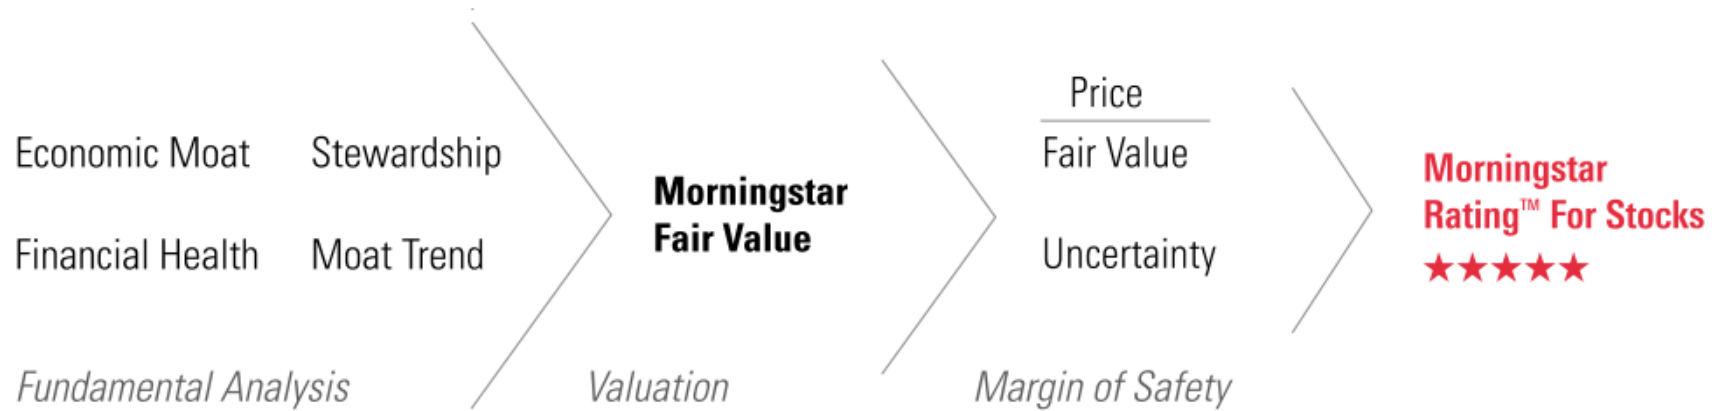 Economic Moat
Stewardship
Financial Health
Moat Trend
Fundamental Analysis
Morningstar
Fair Value
Valuation
Price
Fair Value
Uncertainty
Margin of Safety
Morningstar
Rating™ For Stocks
★★★★★